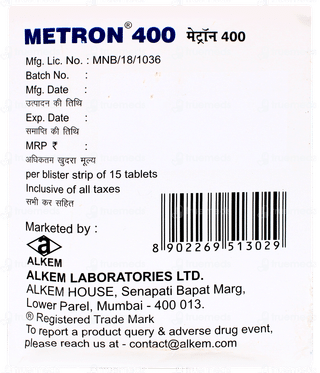 METRON® 400 मेट्रॉन 400
Mfg. Lic. No. : MNB/18/1036
Batch No. :
Mfg. Date :
उत्पादन की तिथि
Exp. Date :
समाप्ति की तिथि
MRP ₹ :
अधिकतम खुदरा मूल्य
per blister strip of 15 tablets
Inclusive of all taxes
सभी कर सहित
Marketed by :
a
ALKEM
8 902269 513029
ALKEM LABORATORIES LTD.
ALKEM HOUSE, Senapati Bapat Marg,
Lower Parel, Mumbai - 400 013.
® Registered Trade Mark
To report a product query & adverse drug event,
please reach us at - contact@alkem.com